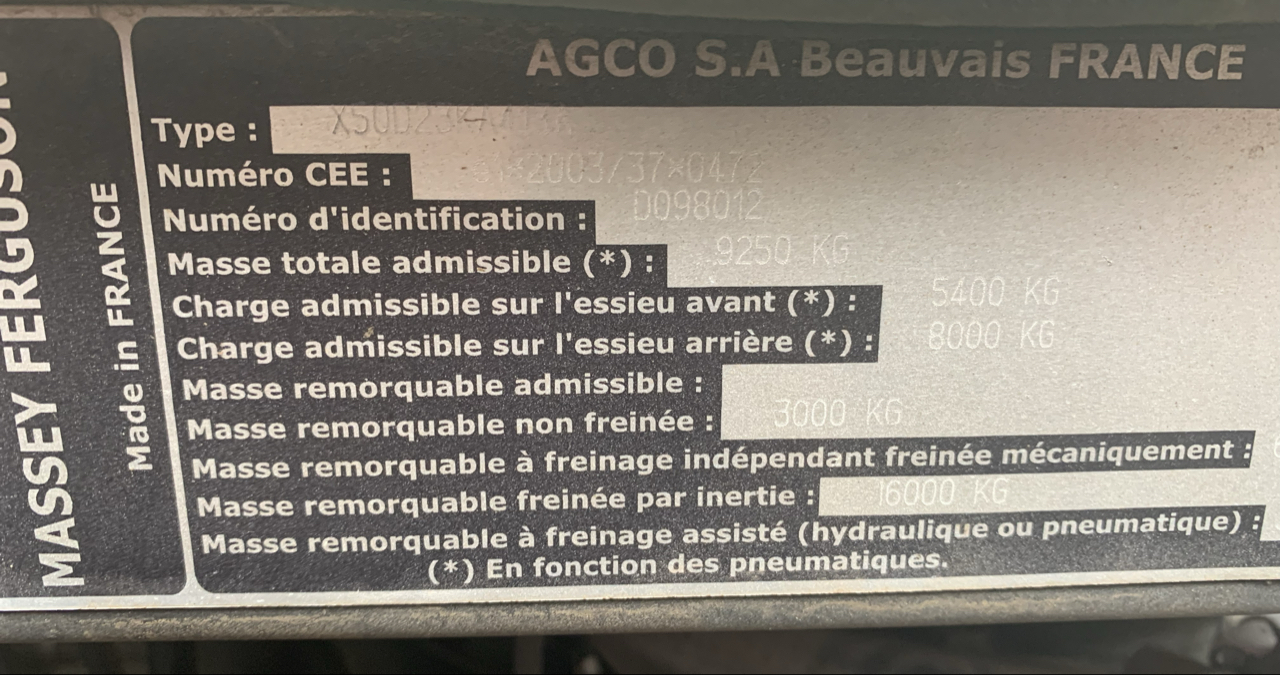 MASSEY FERGUSON
Made in FRANCE
AGCO S.A Beauvais FRANCE
Type :
Numéro CEE : 2003/37*0472
Numéro d'identification : D098012
Masse totale admissible (*) : 9250 KG
Charge admissible sur l'essieu avant (*) : 5400 KG
Charge admissible sur l'essieu arrière (*) : 8000 KG
Masse remorquable admissible :
Masse remorquable non freinée : 3000 KG
Masse remorquable à freinage indépendant freinée mécaniquement :
Masse remorquable freinée par inertie : 16000 KG
Masse remorquable à freinage assisté (hydraulique ou pneumatique) :
(*) En fonction des pneumatiques.